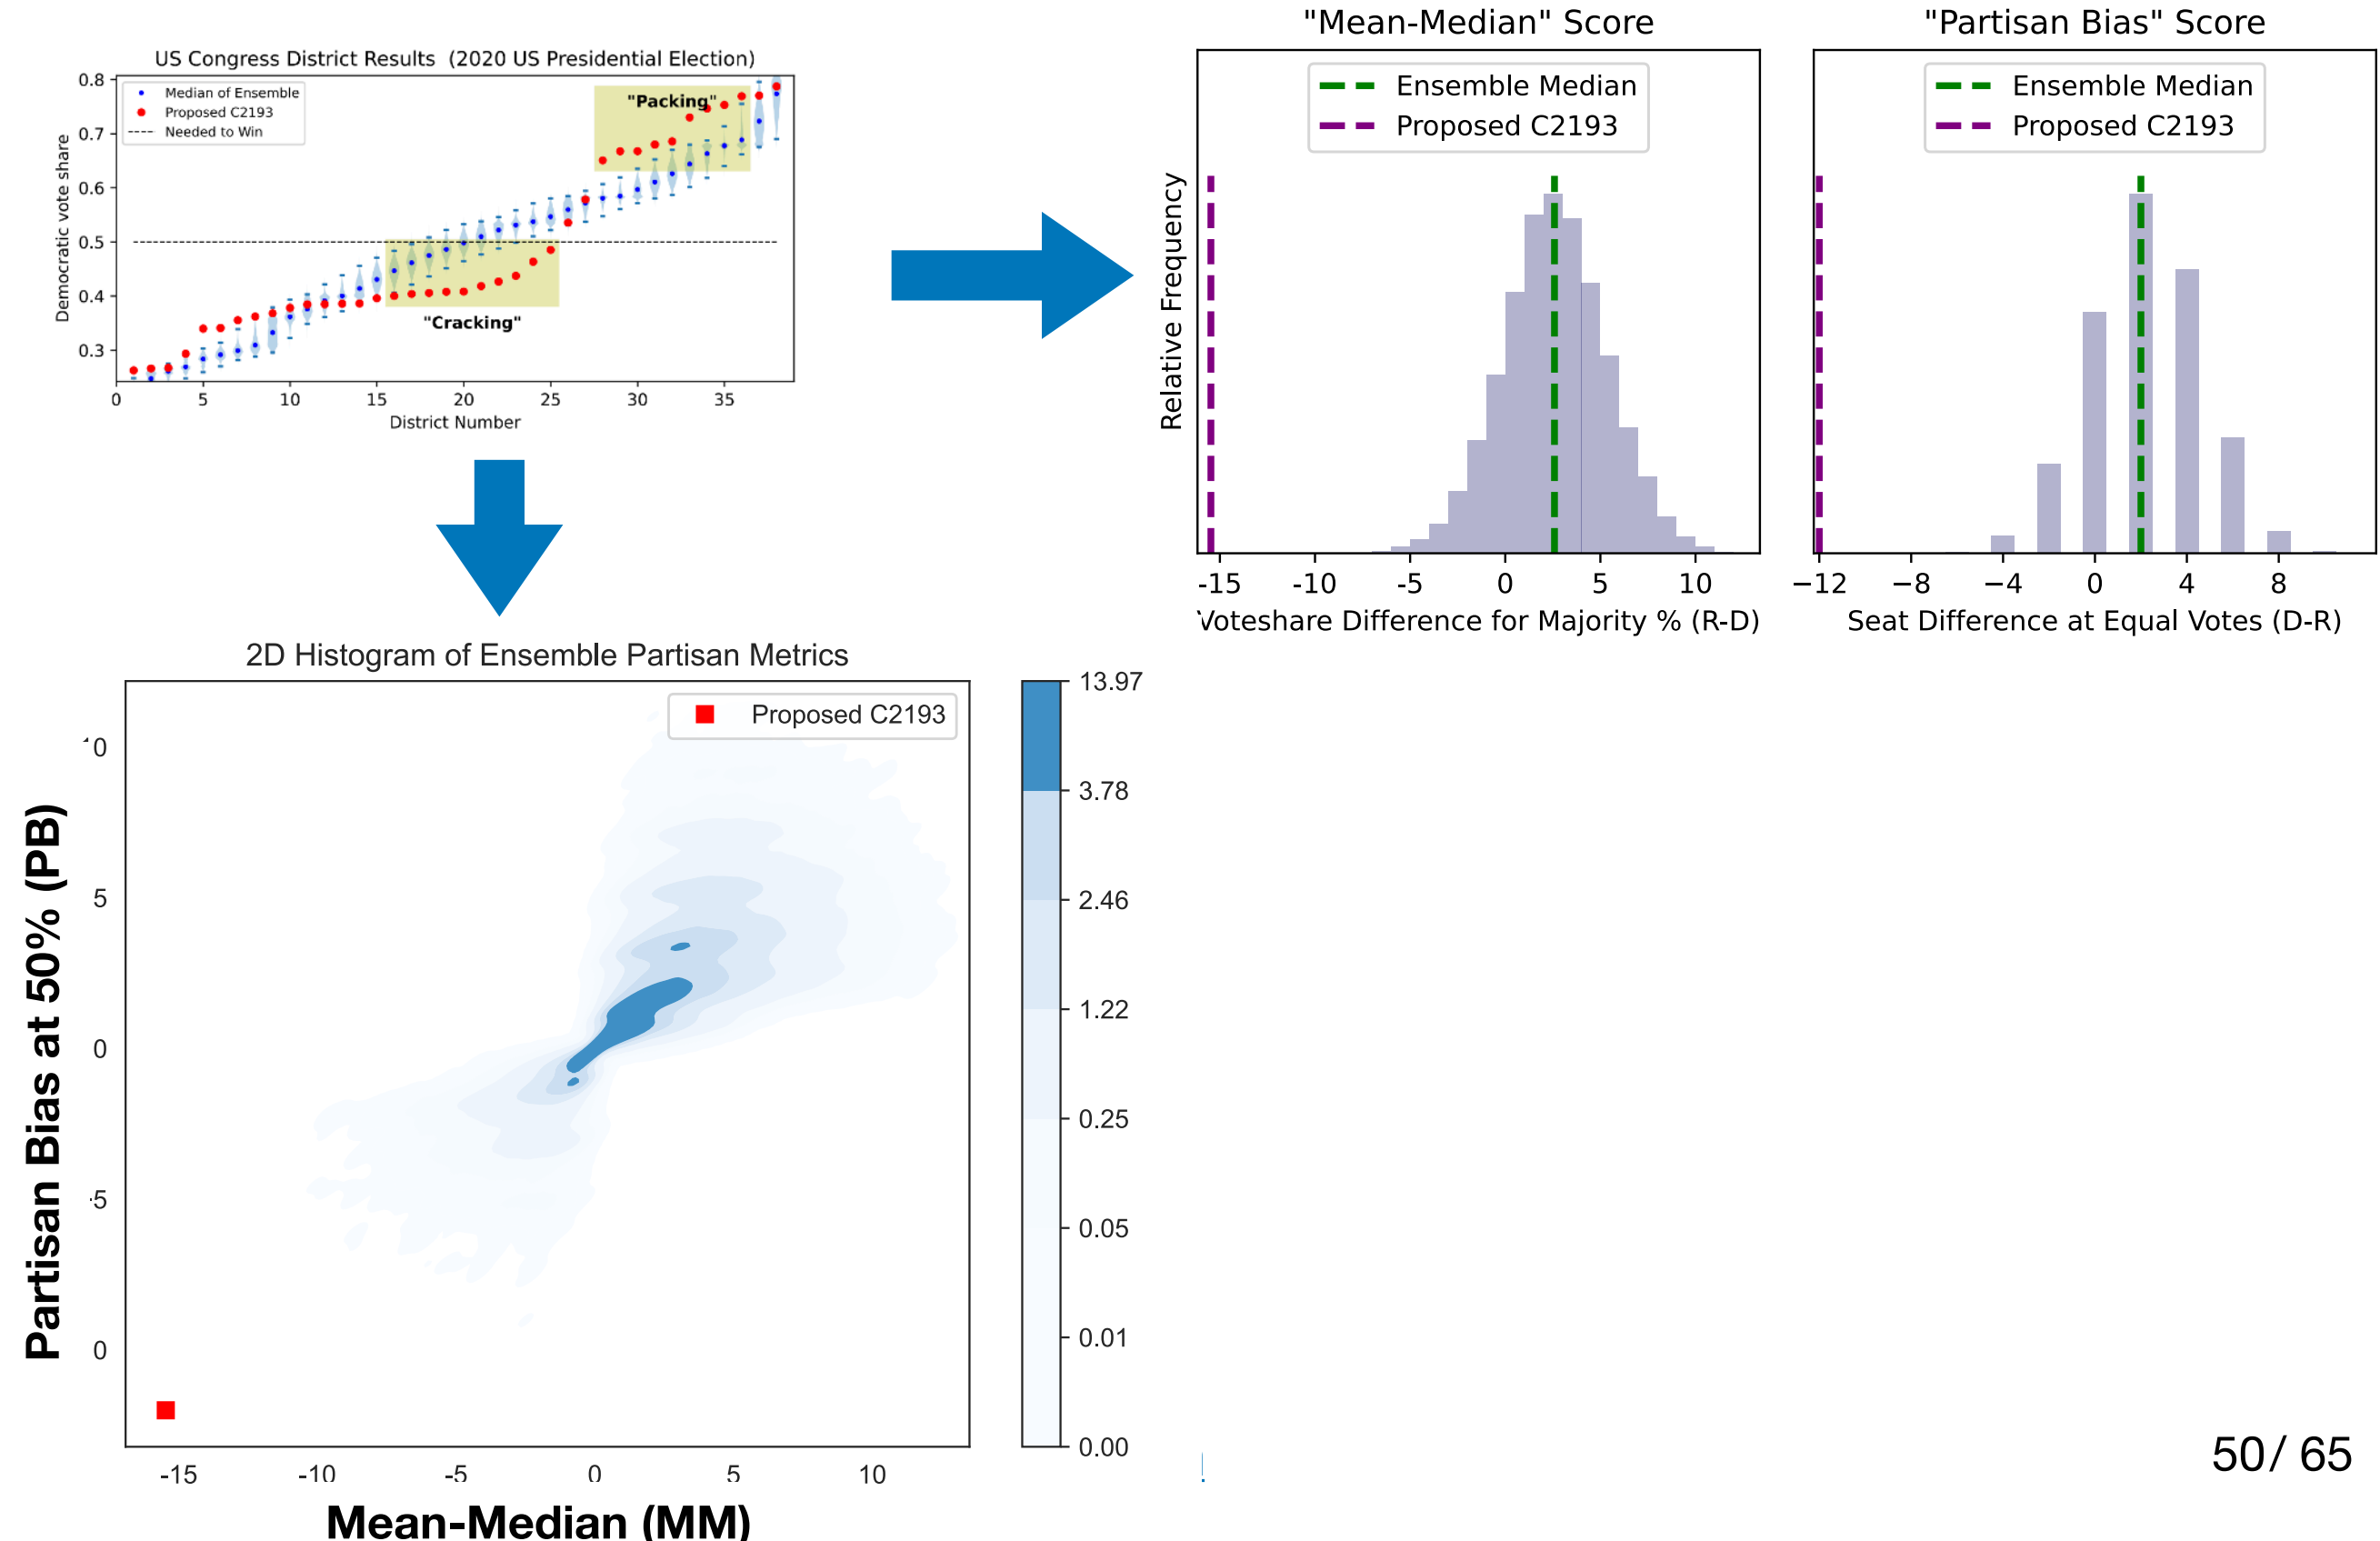 US Congress District Results (2020 US Presidential Election)
Democratic vote share
0.8
0.7
0.6
0.5
0.4
0.3
Median of Ensemble
Proposed C2193
Needed to Win
"Packing"
"Cracking"
0 5 10 15 20 25 30 35
District Number
"Mean-Median" Score
Ensemble Median
Proposed C2193
Relative Frequency
-15 -10 -5 0 5 10
Voteshare Difference for Majority % (R-D)
"Partisan Bias" Score
Ensemble Median
Proposed C2193
−12 −8 −4 0 4 8
Seat Difference at Equal Votes (D-R)
2D Histogram of Ensemble Partisan Metrics
Proposed C2193
Partisan Bias at 50% (PB)
0
5
0
5
0
-15 -10 -5 0 5 10
Mean-Median (MM)
13.97
3.78
2.46
1.22
0.25
0.05
0.01
0.00
50/ 65